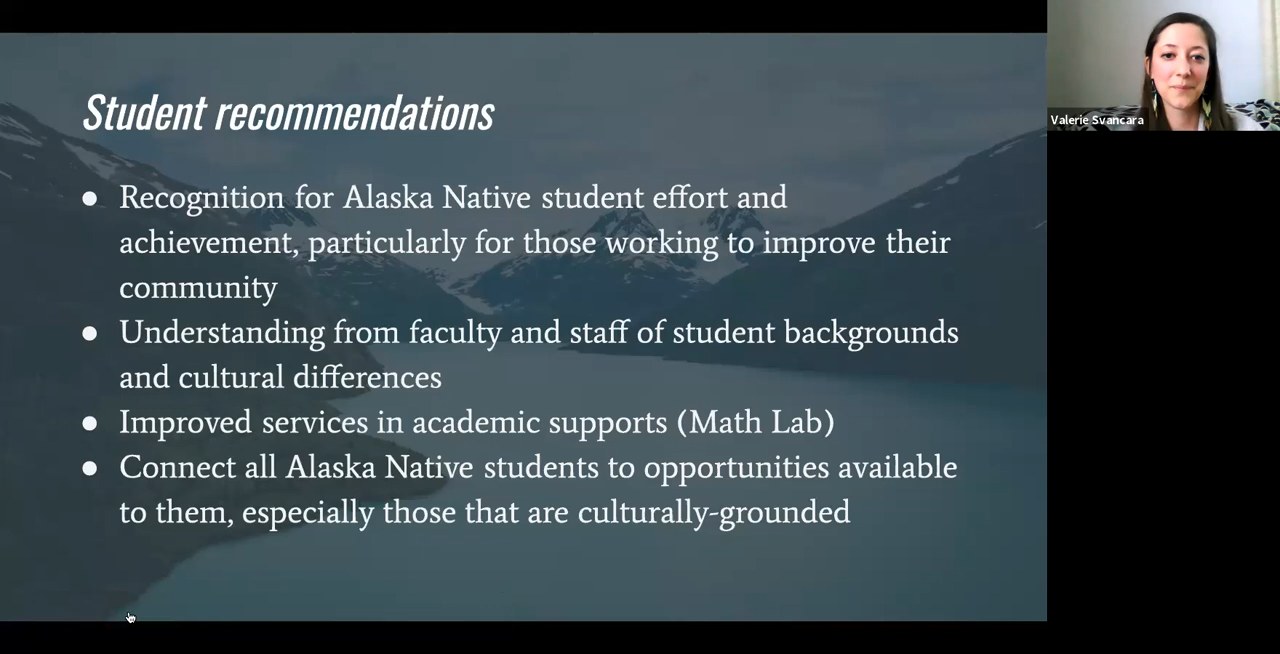 Student recommendations
● Recognition for Alaska Native student effort and
achievement, particularly for those working to improve their
community
● Understanding from faculty and staff of student backgrounds
and cultural differences
● Improved services in academic supports (Math Lab)
● Connect all Alaska Native students to opportunities available
to them, especially those that are culturally-grounded
Valerie Svancara